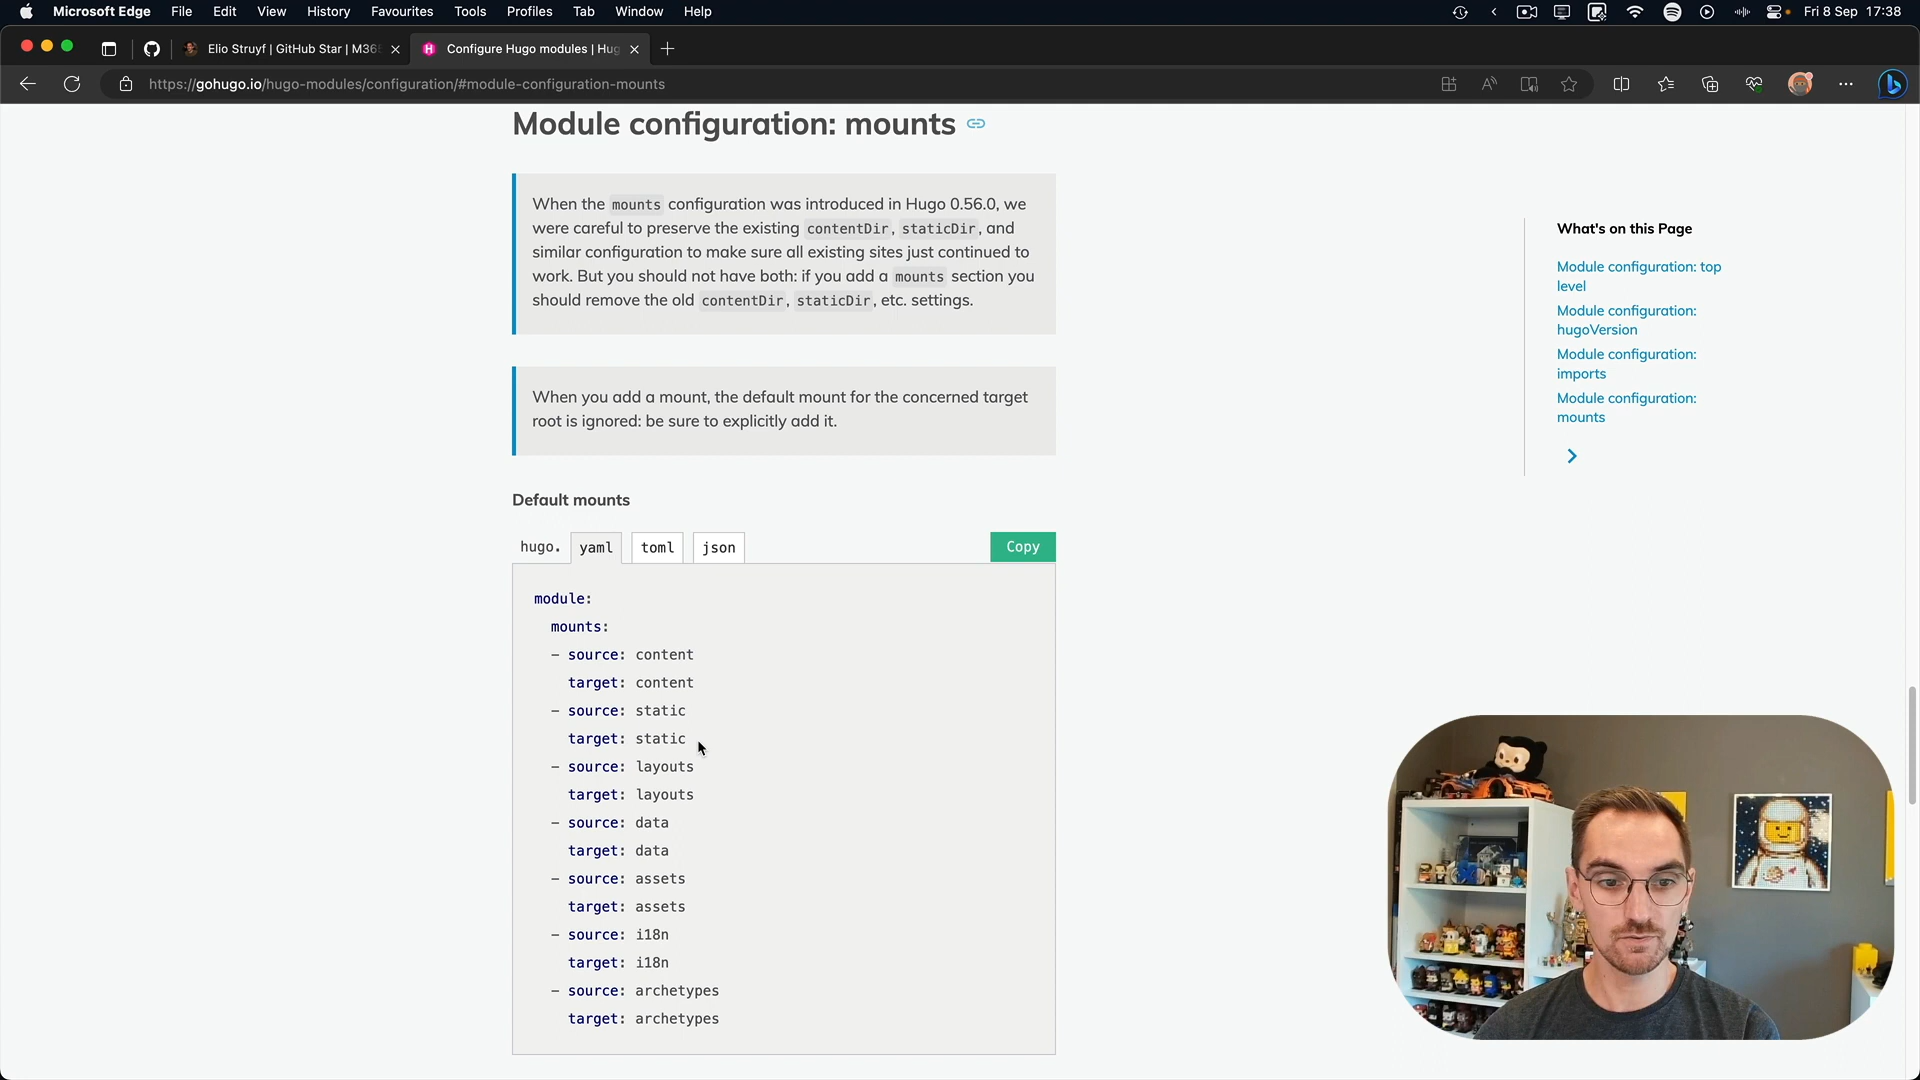 Microsoft Edge File Edit View History Favourites Tools Profiles Tab Window Help Fri 8 Sep 17:38
Elio Struyf | GitHub Star | M36
Configure Hugo modules | Hug
https://gohugo.io/hugo-modules/configuration/#module-configuration-mounts
Module configuration: mounts
When the mounts configuration was introduced in Hugo 0.56.0, we
were careful to preserve the existing contentDir, staticDir, and
similar configuration to make sure all existing sites just continued to
work. But you should not have both: if you add a mounts section you
should remove the old contentDir, staticDir, etc. settings.
When you add a mount, the default mount for the concerned target
root is ignored: be sure to explicitly add it.
Default mounts
hugo. yaml toml json Copy
module:
mounts:
- source: content
target: content
- source: static
target: static
- source: layouts
target: layouts
- source: data
target: data
- source: assets
target: assets
- source: i18n
target: i18n
- source: archetypes
target: archetypes
What's on this Page
Module configuration: top
level
Module configuration:
hugoVersion
Module configuration:
imports
Module configuration:
mounts